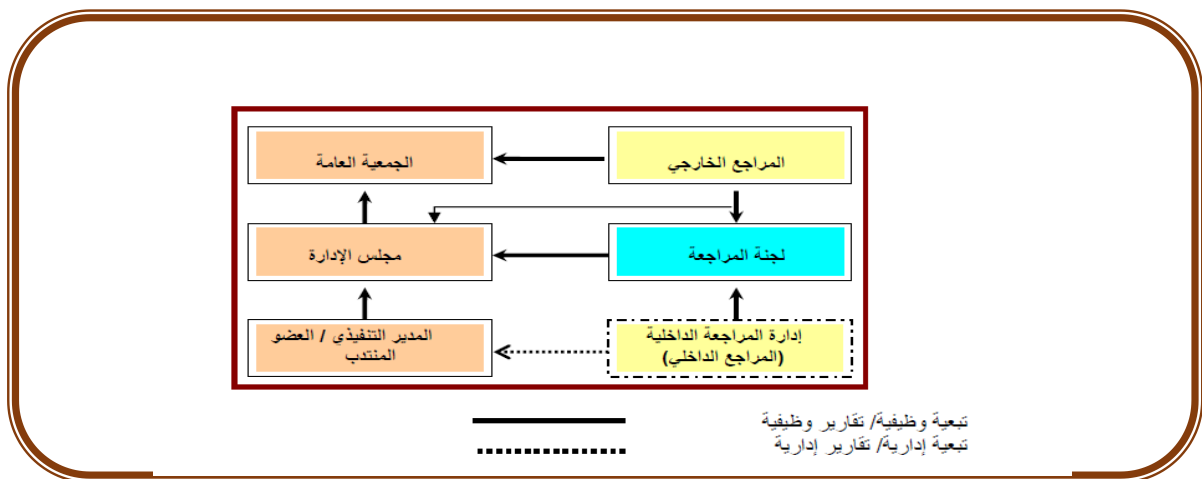 المراجع الخارجي
الجمعية العامة
لجنة المراجعة
مجلس الإدارة
إدارة المراجعة الداخلية
(المراجع الداخلي)
المدير التنفيذي / العضو
المنتدب
تبعية وظيفية/ تقارير وظيفية
تبعية إدارية/ تقارير إدارية